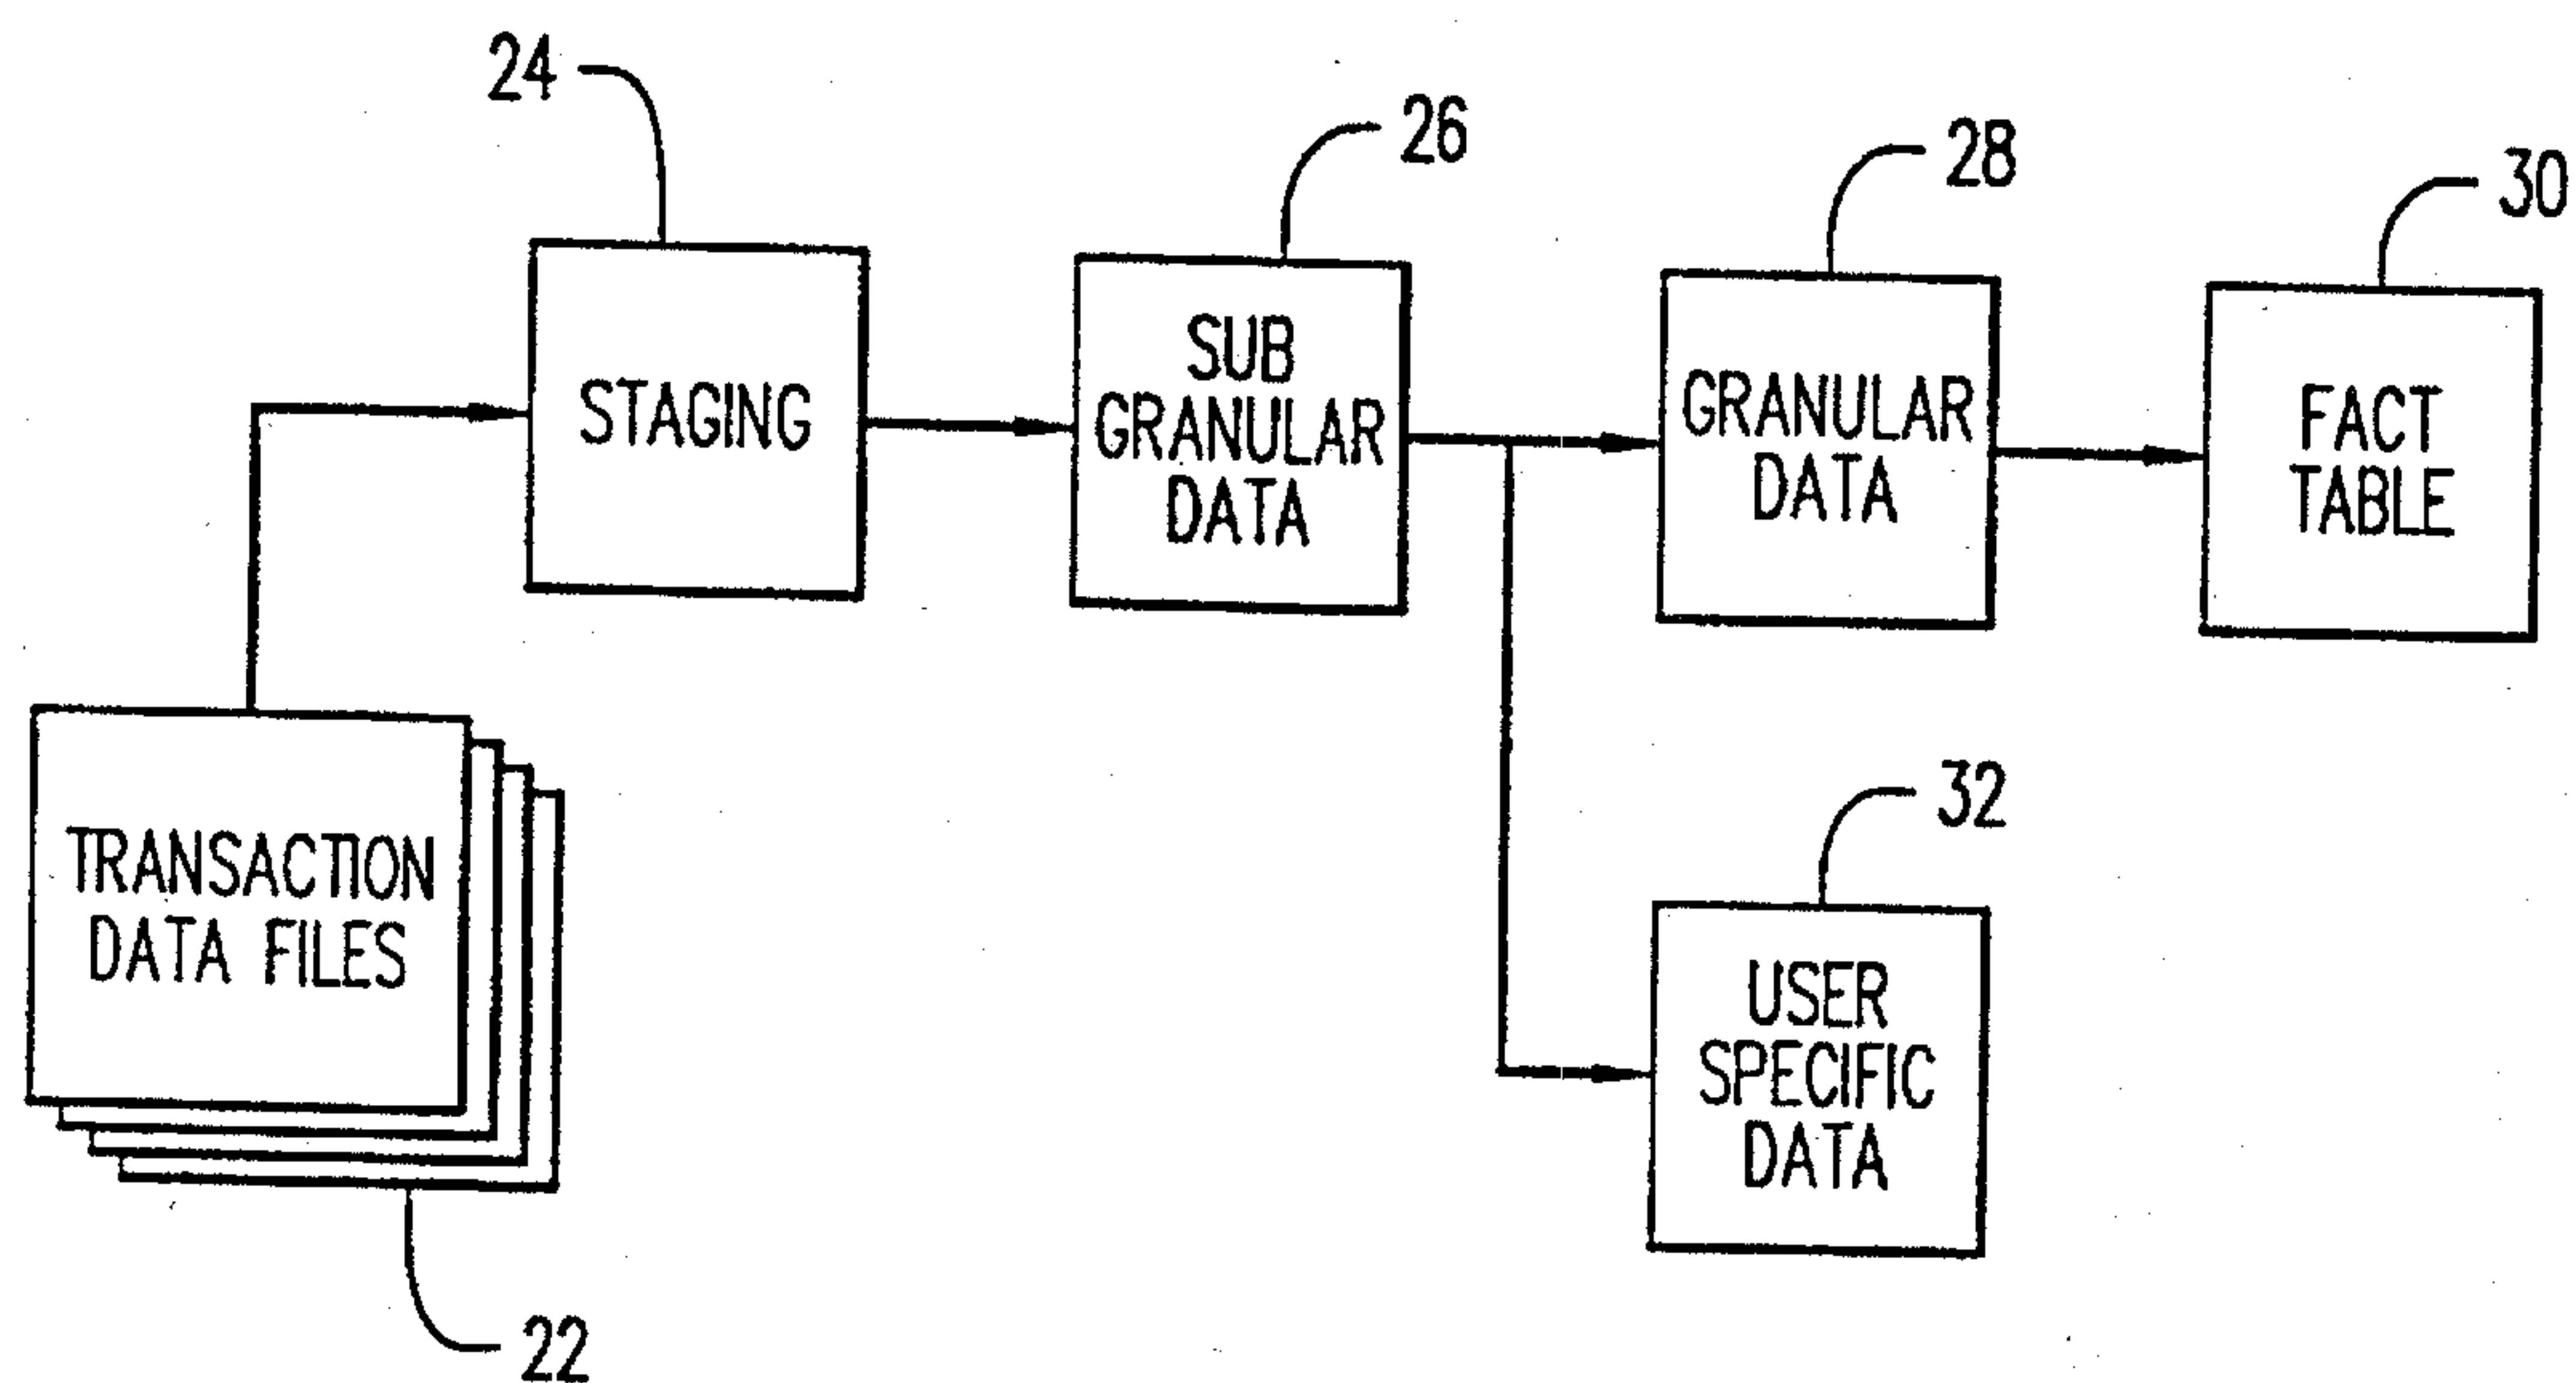 24
26
28
30
STAGING
SUB
GRANULAR
DATA
GRANULAR
DATA
FACT
TABLE
TRANSACTION
DATA FILES
22
32
USER
SPECIFIC
DATA